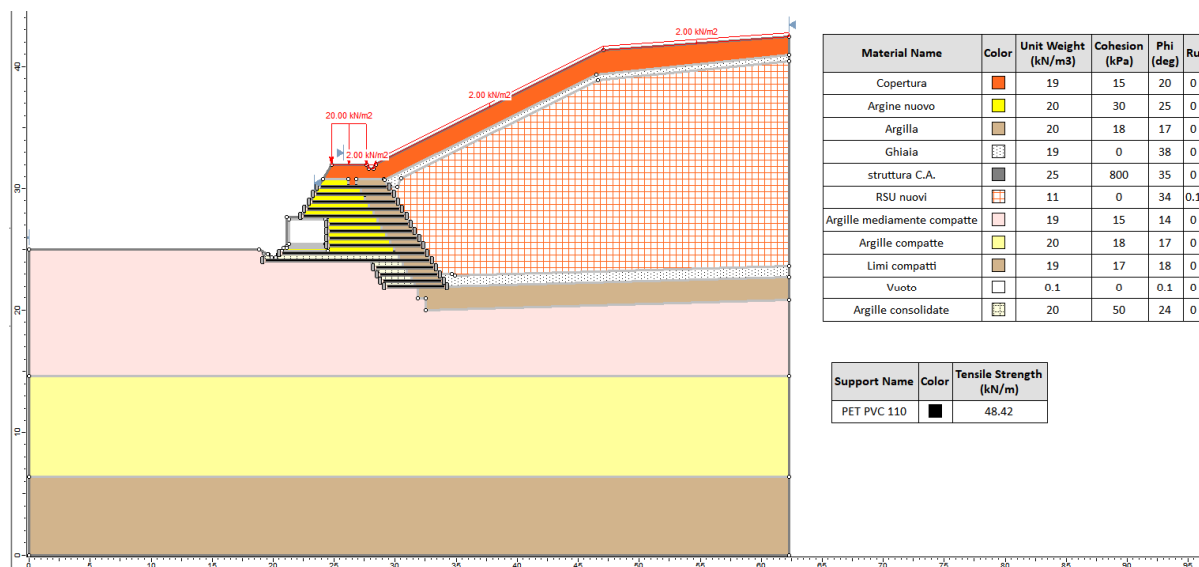 2.00 kN/m2
2.00 kN/m2
20.00 kN/m2
2.00 kN/m2
40
30
20
10
0
0 5 10 15 20 25 30 35 40 45 50 55 60 65 70 75 80 85 90 95
Material Name Color Unit Weight (kN/m3) Cohesion (kPa) Phi (deg) Ru
Copertura 19 15 20 0
Argine nuovo 20 30 25 0
Argilla 20 18 17 0
Ghiaia 19 0 38 0
struttura C.A. 25 800 35 0
RSU nuovi 11 0 34 0.1
Argille mediamente compatte 19 15 14 0
Argille compatte 20 18 17 0
Limi compatti 19 17 18 0
Vuoto 0.1 0 0.1 0
Argille consolidate 20 50 24 0
Support Name Color Tensile Strength (kN/m)
PET PVC 110 48.42